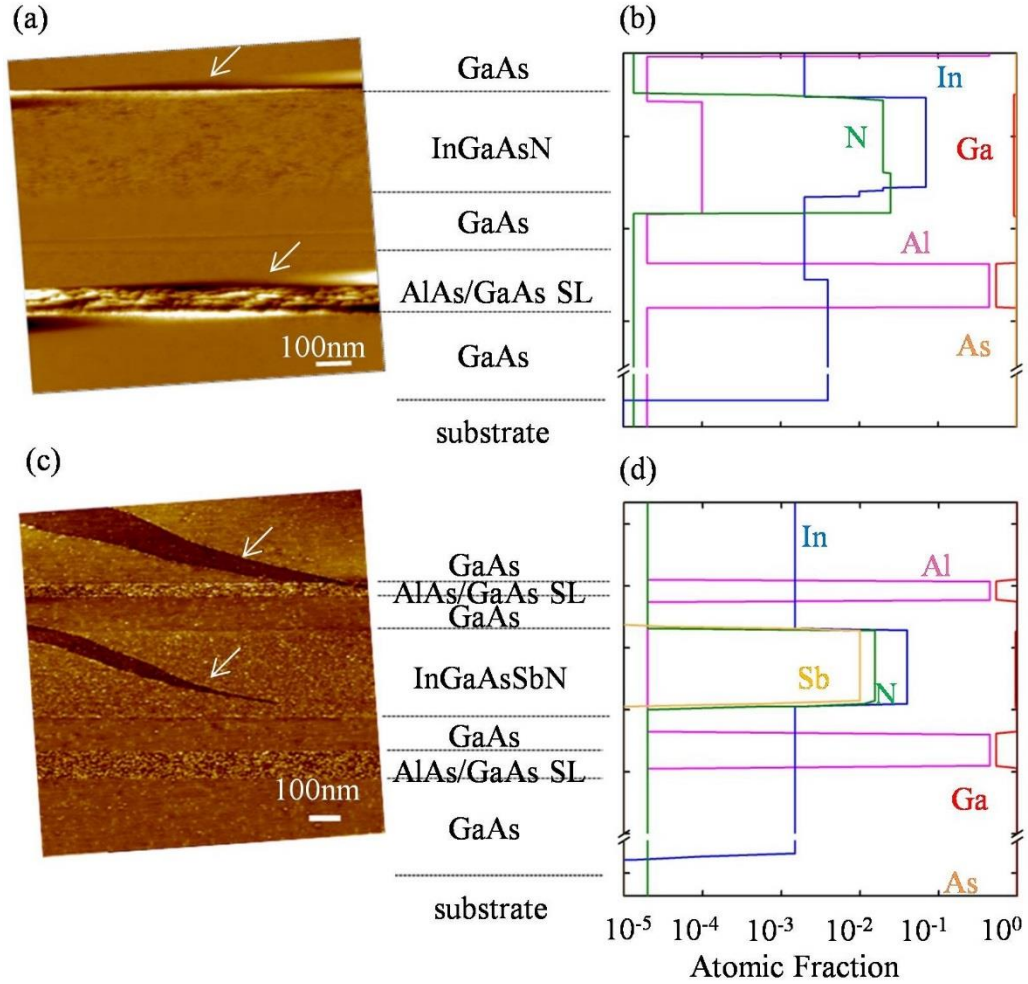 (a)
(b)
GaAs
InGaAsN
GaAs
AlAs/GaAs SL
GaAs
substrate
100nm
In
N
Ga
Al
As
(c)
(d)
GaAs
AlAs/GaAs SL
GaAs
InGaAsSbN
GaAs
AlAs/GaAs SL
GaAs
substrate
100nm
In
Al
Sb
N
Ga
As
10⁻⁵ 10⁻⁴ 10⁻³ 10⁻² 10⁻¹ 10⁰
Atomic Fraction